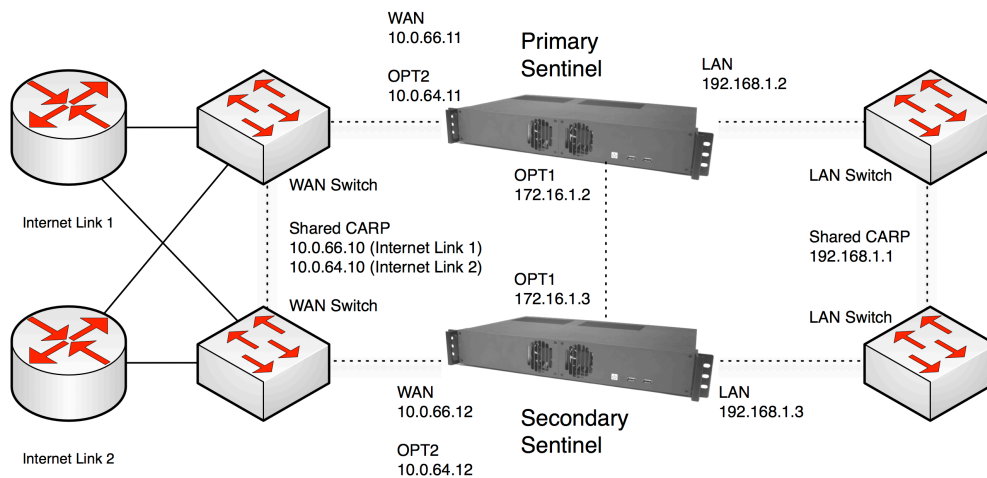 WAN
10.0.66.11
OPT2
10.0.64.11
Primary
Sentinel
LAN
192.168.1.2
WAN Switch
OPT1
172.16.1.2
LAN Switch
Internet Link 1
Shared CARP
10.0.66.10 (Internet Link 1)
10.0.64.10 (Internet Link 2)
Shared CARP
192.168.1.1
OPT1
172.16.1.3
WAN Switch
LAN Switch
WAN
10.0.66.12
OPT2
10.0.64.12
Secondary
Sentinel
LAN
192.168.1.3
Internet Link 2